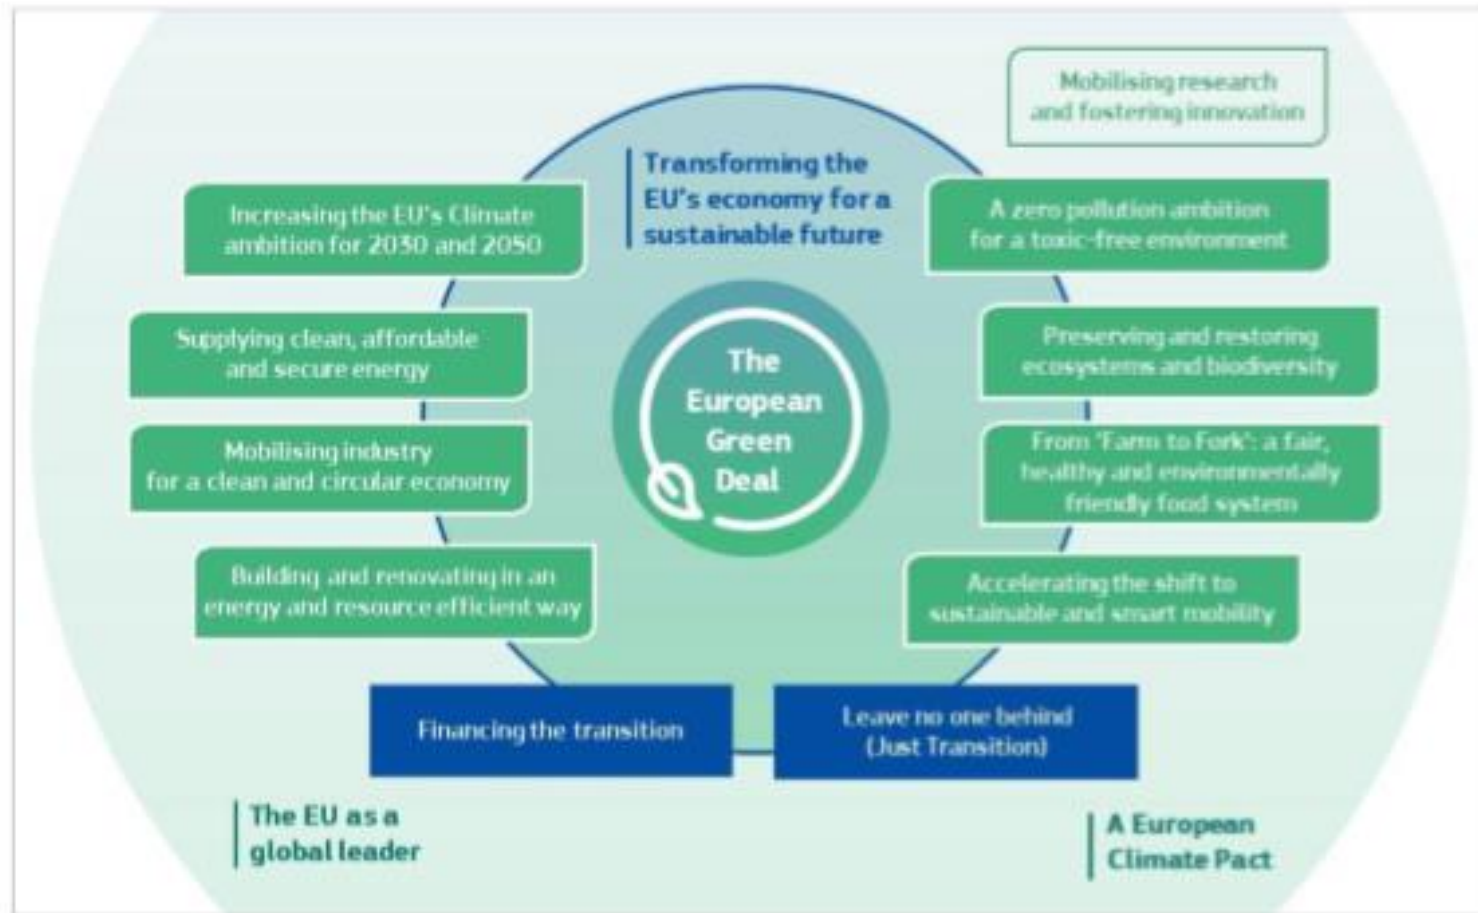 Mobilising research
and fostering innovation
Transforming the
EU's economy for a
sustainable future
Increasing the EU's Climate
ambition for 2030 and 2050
A zero pollution ambition
for a toxic-free environment
Supplying clean, affordable
and secure energy
Preserving and restoring
ecosystems and biodiversity
The
European
Green
Deal
Mobilising industry
for a clean and circular economy
From 'Farm to Fork': a fair,
healthy and environmentally
friendly food system
Building and renovating in an
energy and resource efficient way
Accelerating the shift to
sustainable and smart mobility
Financing the transition
Leave no one behind
(Just Transition)
The EU as a
global leader
A European
Climate Pact